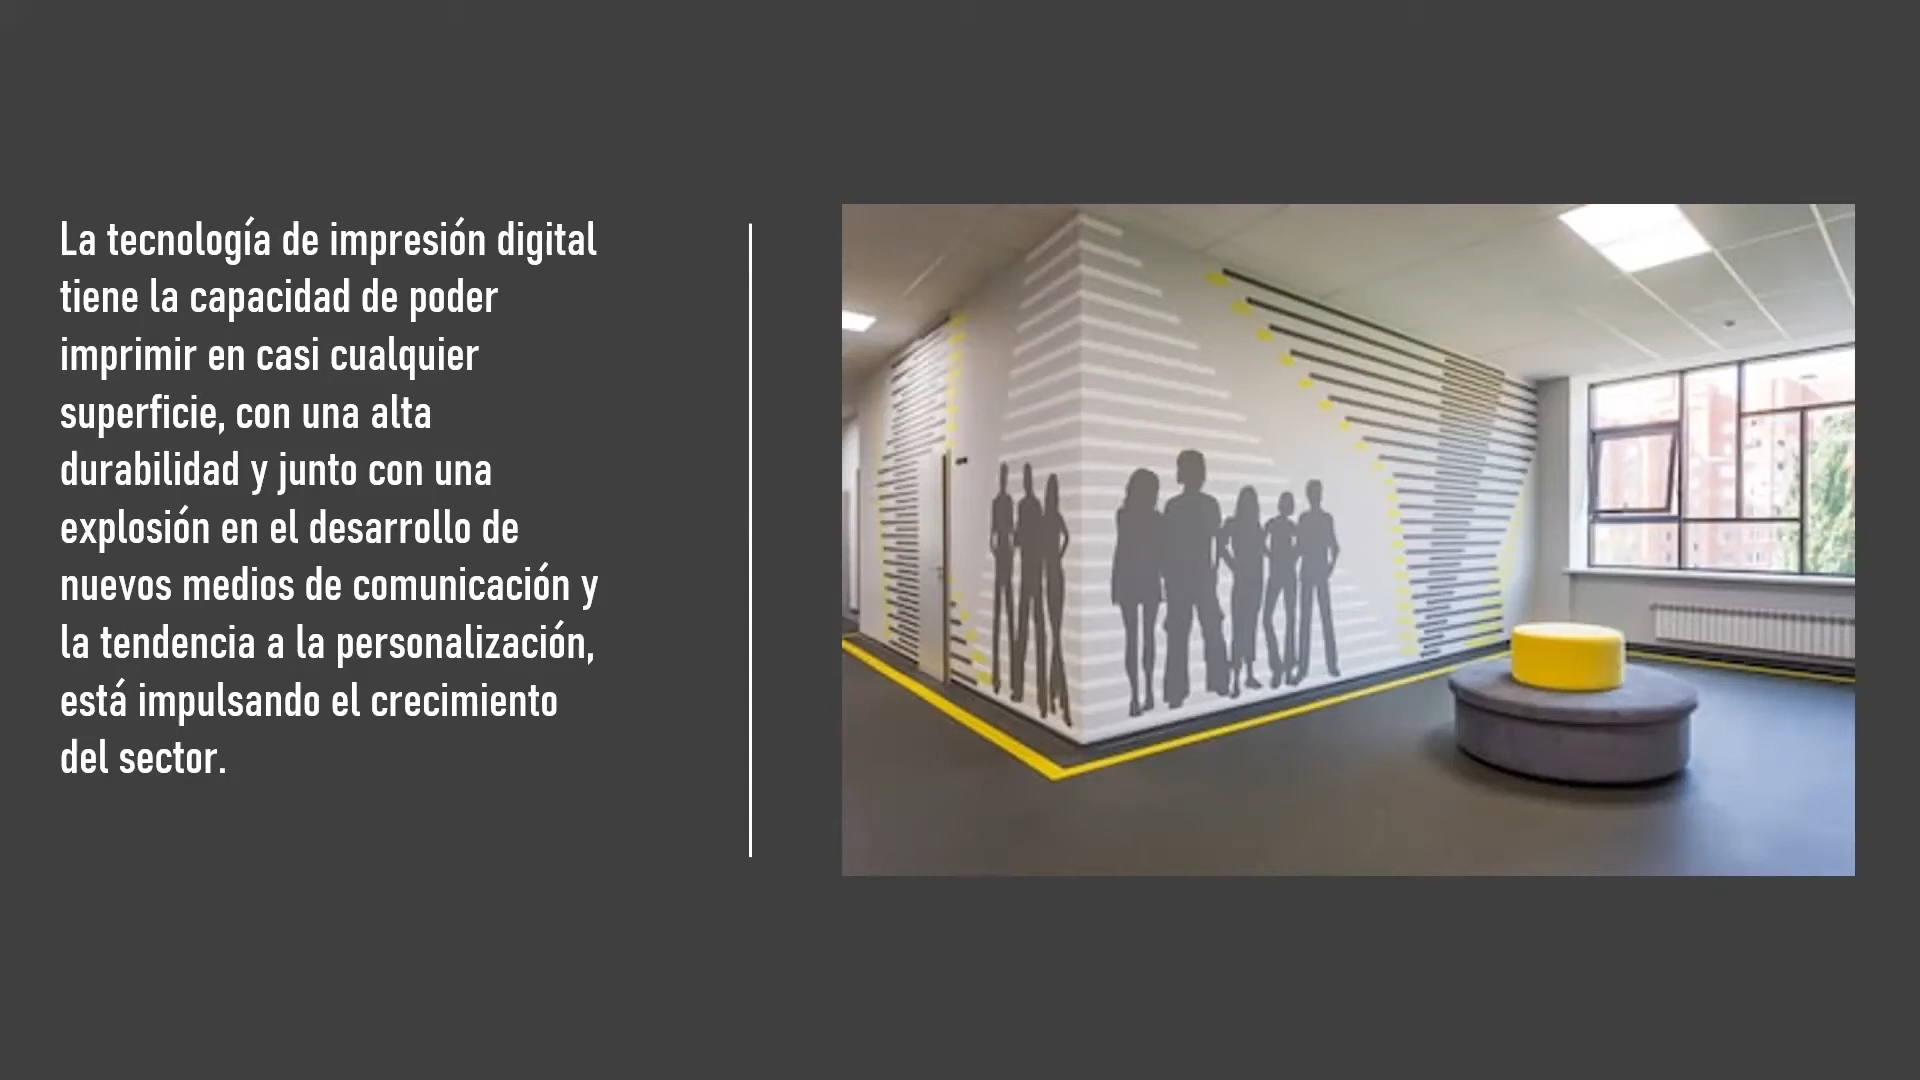 La tecnología de impresión digital
tiene la capacidad de poder
imprimir en casi cualquier
superficie, con una alta
durabilidad y junto con una
explosión en el desarrollo de
nuevos medios de comunicación y
la tendencia a la personalización,
está impulsando el crecimiento
del sector.